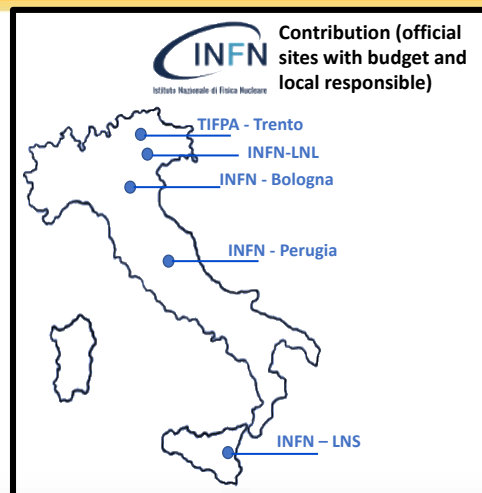 INFN
Istituto Nazionale di Fisica Nucleare
Contribution (official
sites with budget and
local responsible)
TIFPA - Trento
INFN-LNL
INFN - Bologna
INFN - Perugia
INFN – LNS